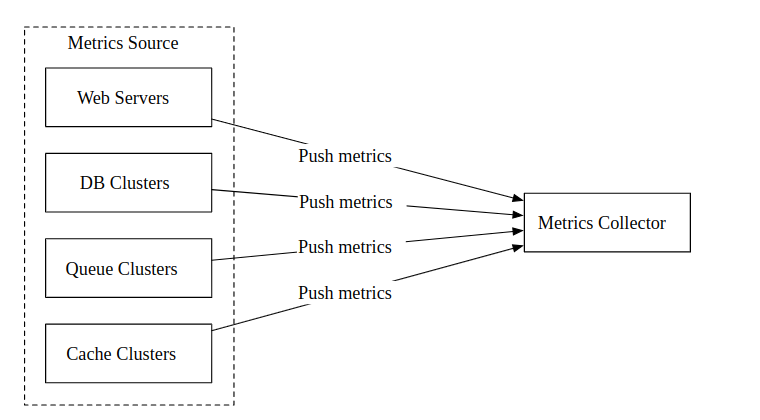 Metrics Source
Web Servers
Push metrics
DB Clusters
Push metrics
Metrics Collector
Queue Clusters
Push metrics
Push metrics
Cache Clusters